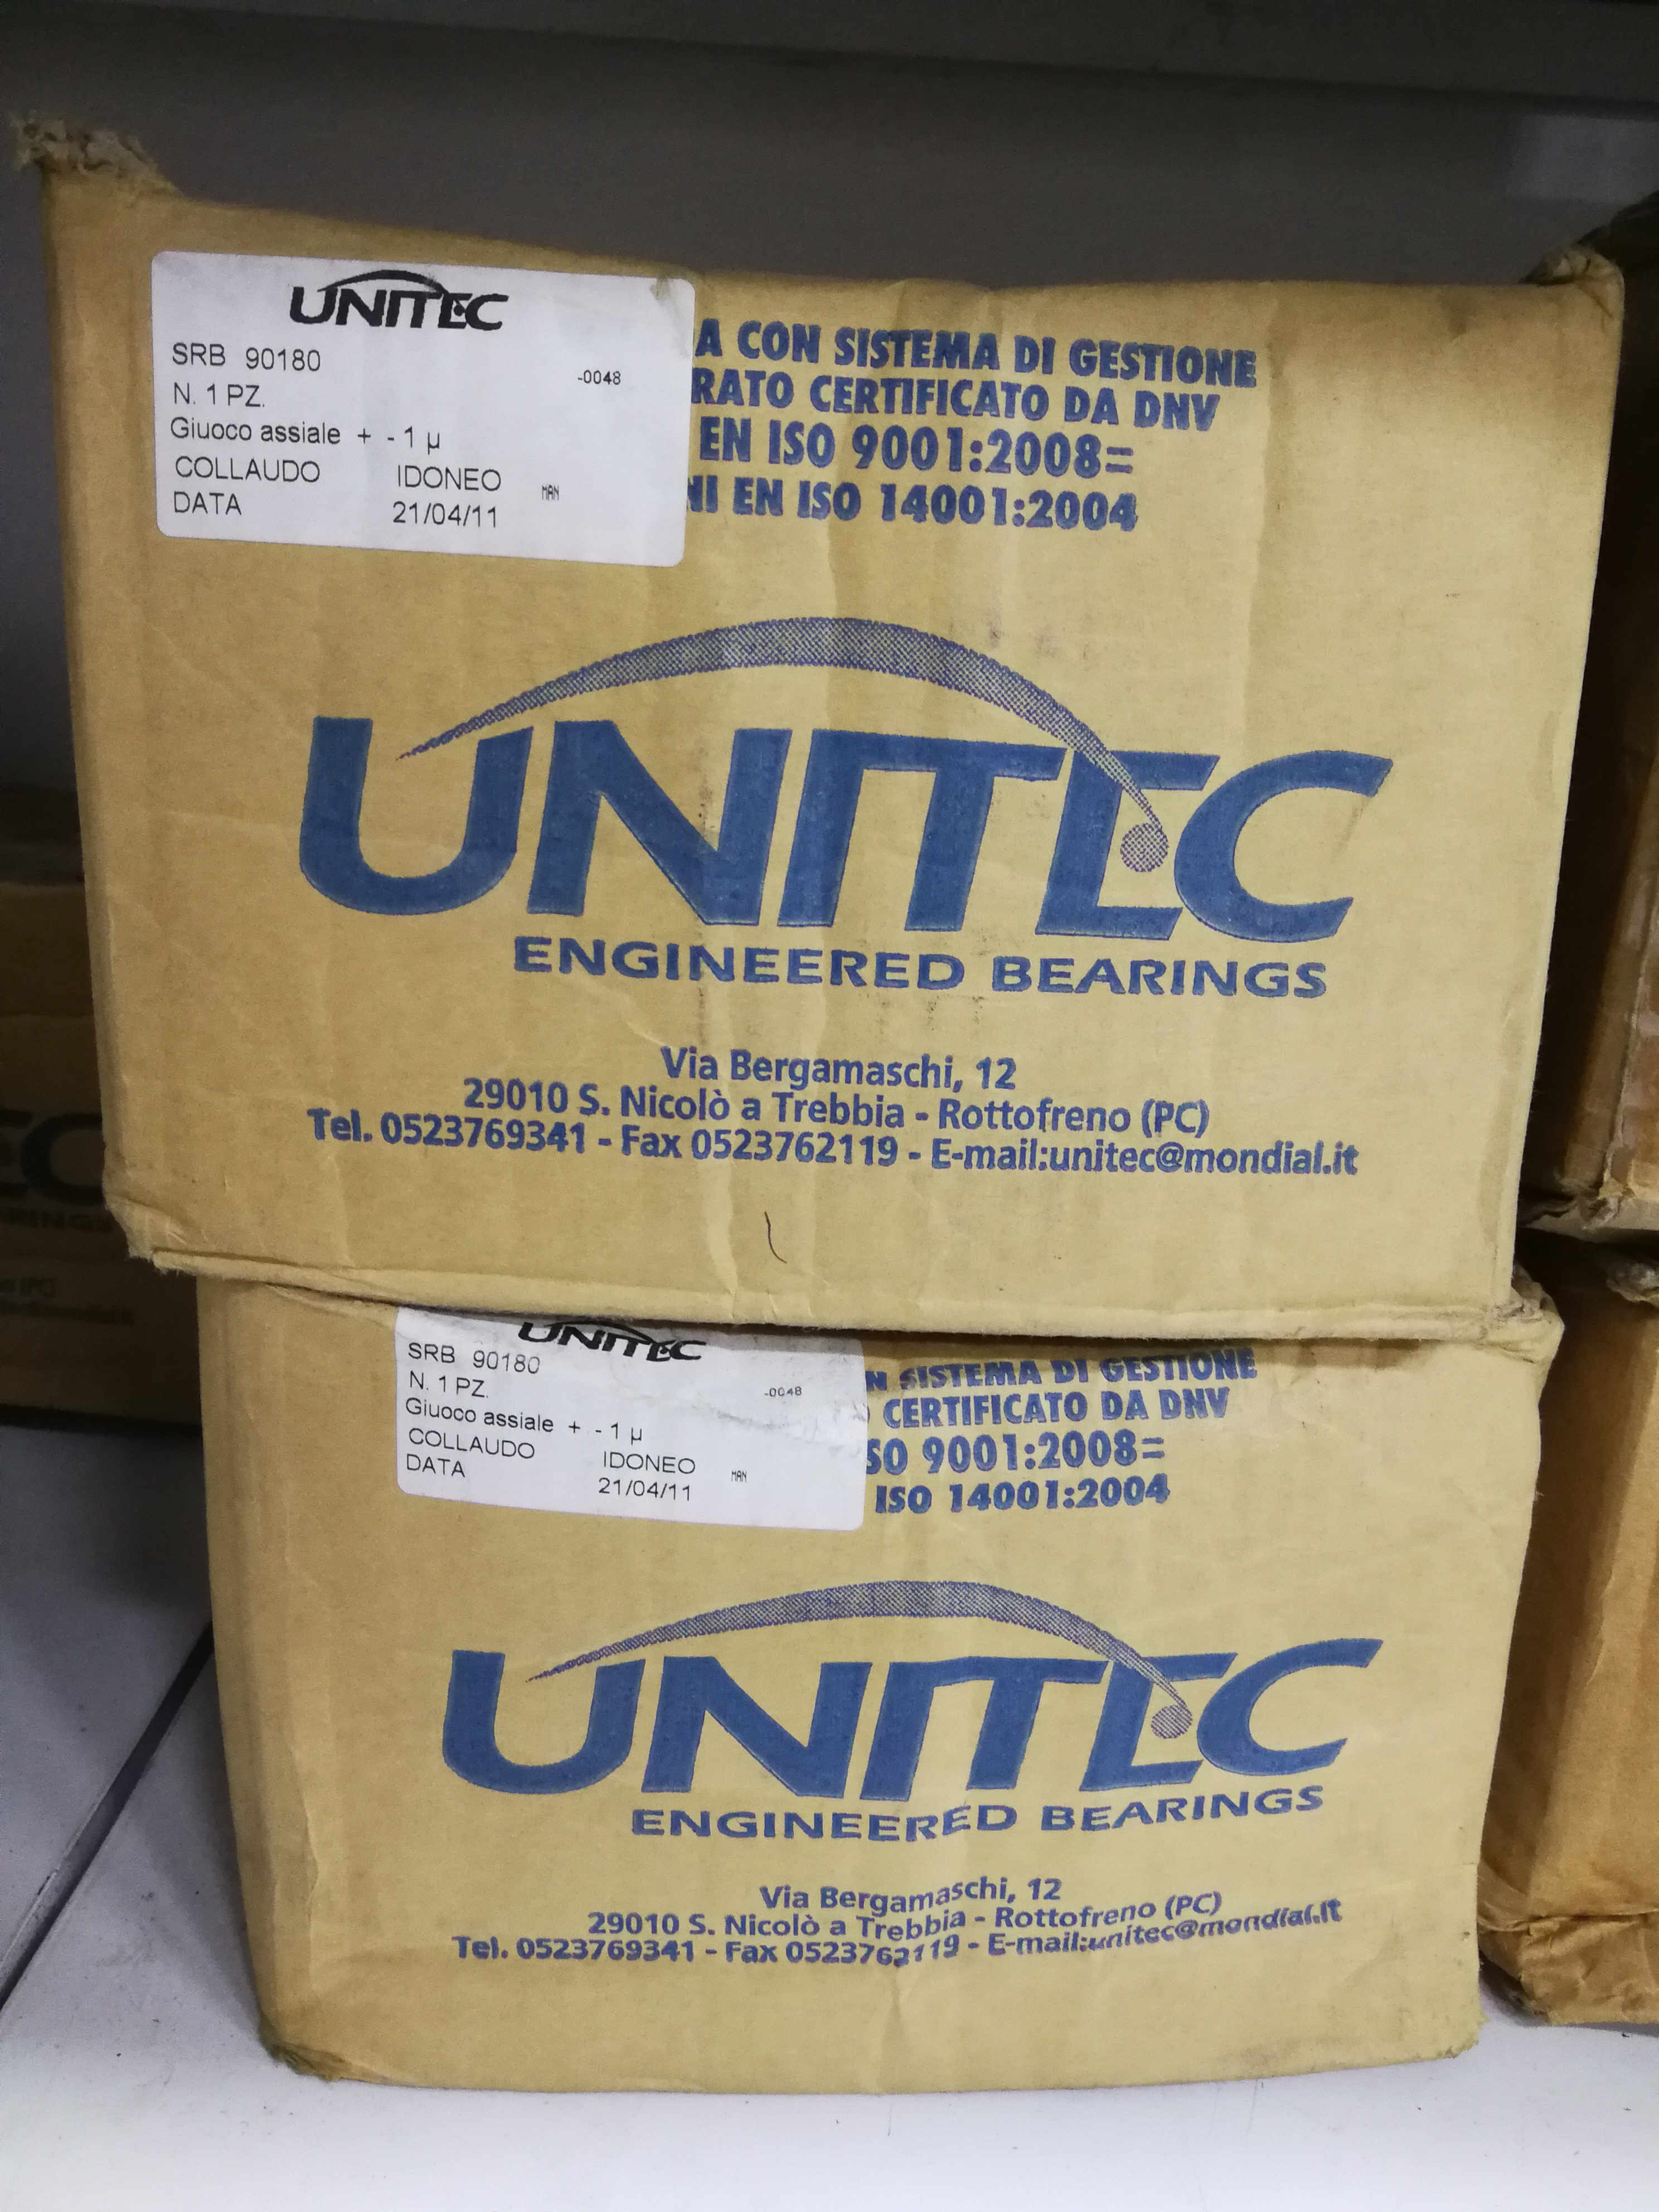 UNITEC
SRB 90180
-0048
N. 1 PZ.
Giuoco assiale + - 1 µ
COLLAUDO IDONEO MAN
DATA 21/04/11
A CON SISTEMA DI GESTIONE
RATO CERTIFICATO DA DNV
EN ISO 9001:2008=
NI EN ISO 14001:2004
UNITEC
ENGINEERED BEARINGS
Via Bergamaschi, 12
29010 S. Nicolò a Trebbia - Rottofreno (PC)
Tel. 0523769341 - Fax 0523762119 - E-mail:unitec@mondial.it
UNITEC
SRB 90180
-0048
N. 1 PZ.
Giuoco assiale + - 1 µ
COLLAUDO IDONEO MAN
DATA 21/04/11
N SISTEMA DI GESTIONE
CERTIFICATO DA DNV
SO 9001:2008=
ISO 14001:2004
UNITEC
ENGINEERED BEARINGS
Via Bergamaschi, 12
29010 S. Nicolò a Trebbia - Rottofreno (PC)
Tel. 0523769341 - Fax 0523762119 - E-mail:unitec@mondial.it